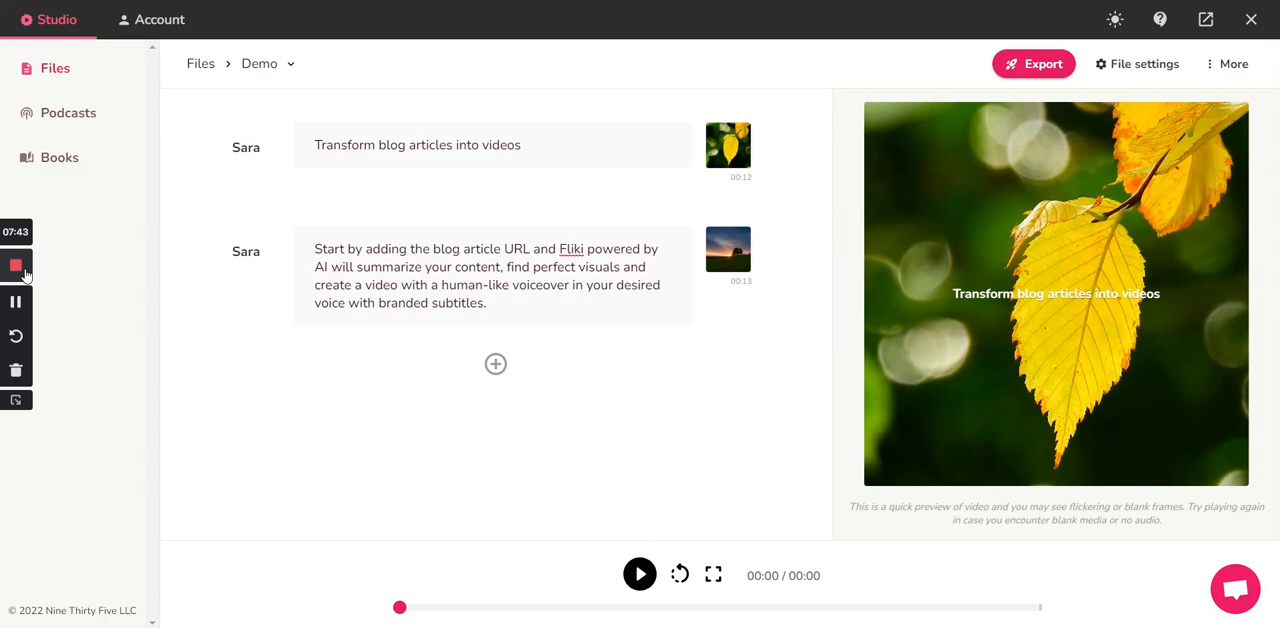 Studio
Account
Files
Podcasts
Books
07:43
Files
Demo
Export
File settings
More
Sara
Transform blog articles into videos
00:12
Sara
Start by adding the blog article URL and Fliki powered by
AI will summarize your content, find perfect visuals and
create a video with a human-like voiceover in your desired
voice with branded subtitles.
00:13
Transform blog articles into videos
This is a quick preview of video and you may see flickering or blank frames. Try playing again
in case you encounter blank media or no audio.
00:00 / 00:00
© 2022 Nine Thirty Five LLC